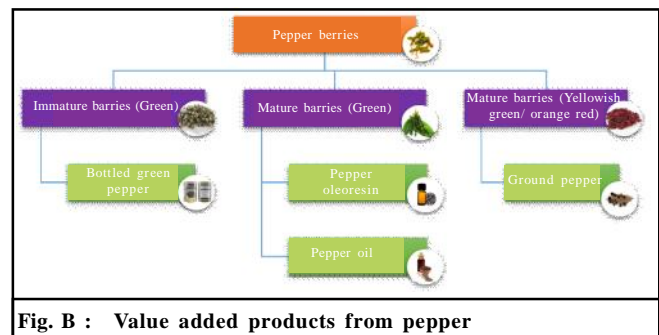 Pepper berries
Immature barries (Green)
Mature barries (Green)
Mature barries (Yellowish
green/ orange red)
Bottled green
pepper
Pepper
oleoresin
Ground pepper
Pepper oil
Fig. B : Value added products from pepper